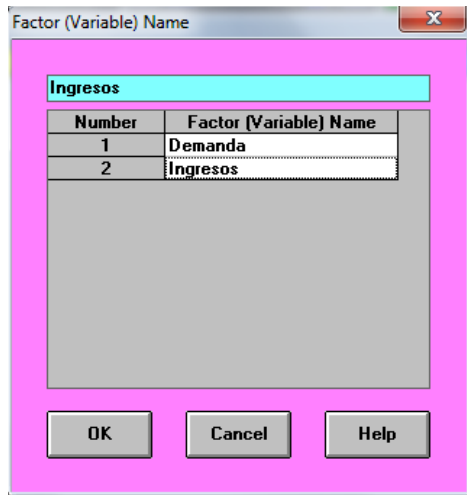 Factor (Variable) Name
Ingresos
Number Factor (Variable) Name
1 Demanda
2 Ingresos
OK Cancel Help